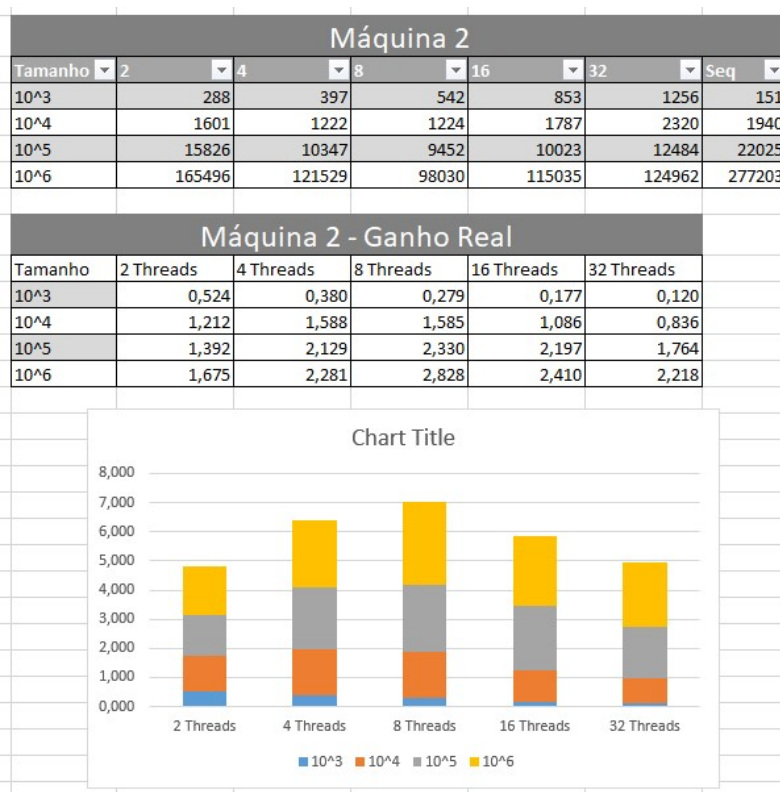 Máquina 2
Tamanho 2 4 8 16 32 Seq
10^3 288 397 542 853 1256 151
10^4 1601 1222 1224 1787 2320 1940
10^5 15826 10347 9452 10023 12484 22025
10^6 165496 121529 98030 115035 124962 277203
Máquina 2 - Ganho Real
Tamanho 2 Threads 4 Threads 8 Threads 16 Threads 32 Threads
10^3 0,524 0,380 0,279 0,177 0,120
10^4 1,212 1,588 1,585 1,086 0,836
10^5 1,392 2,129 2,330 2,197 1,764
10^6 1,675 2,281 2,828 2,410 2,218
Chart Title
8,000
7,000
6,000
5,000
4,000
3,000
2,000
1,000
0,000
2 Threads 4 Threads 8 Threads 16 Threads 32 Threads
10^3 10^4 10^5 10^6